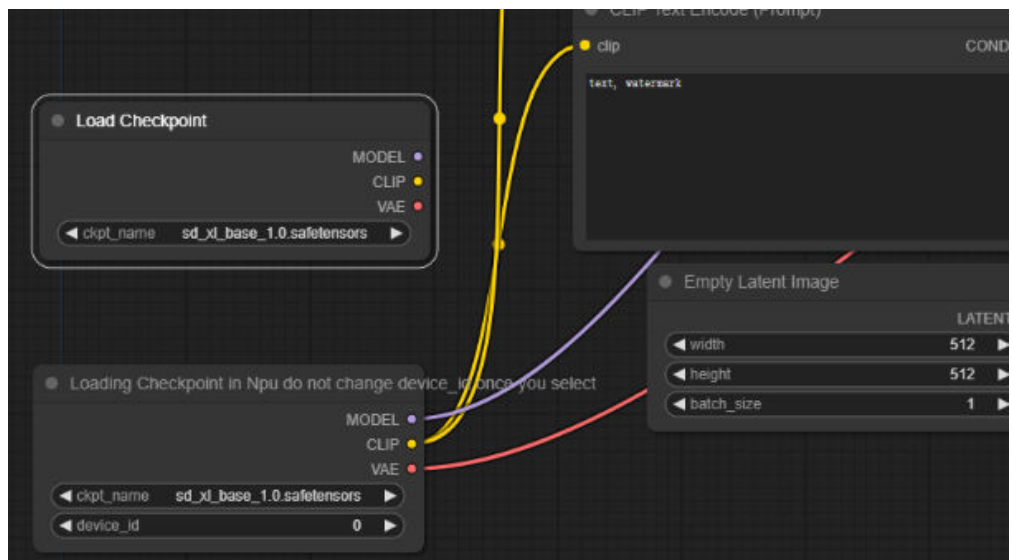 CLIP Text Encode (Prompt)
clip
COND
text, watermark
Load Checkpoint
MODEL
CLIP
VAE
ckpt_name sd_xl_base_1.0.safetensors
Empty Latent Image
LATENT
width 512
height 512
batch_size 1
Loading Checkpoint in Npu do not change device_id once you select
MODEL
CLIP
VAE
ckpt_name sd_xl_base_1.0.safetensors
device_id 0